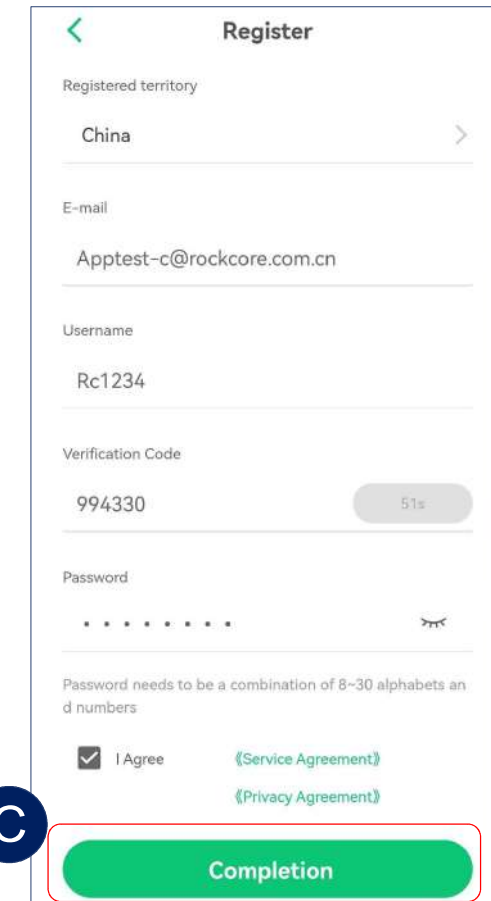 Register
Registered territory
China
E-mail
Apptest-c@rockcore.com.cn
Username
Rc1234
Verification Code
994330 51s
Password
• • • • • • • •
Password needs to be a combination of 8~30 alphabets an
d numbers
I Agree 《Service Agreement》
《Privacy Agreement》
C
Completion